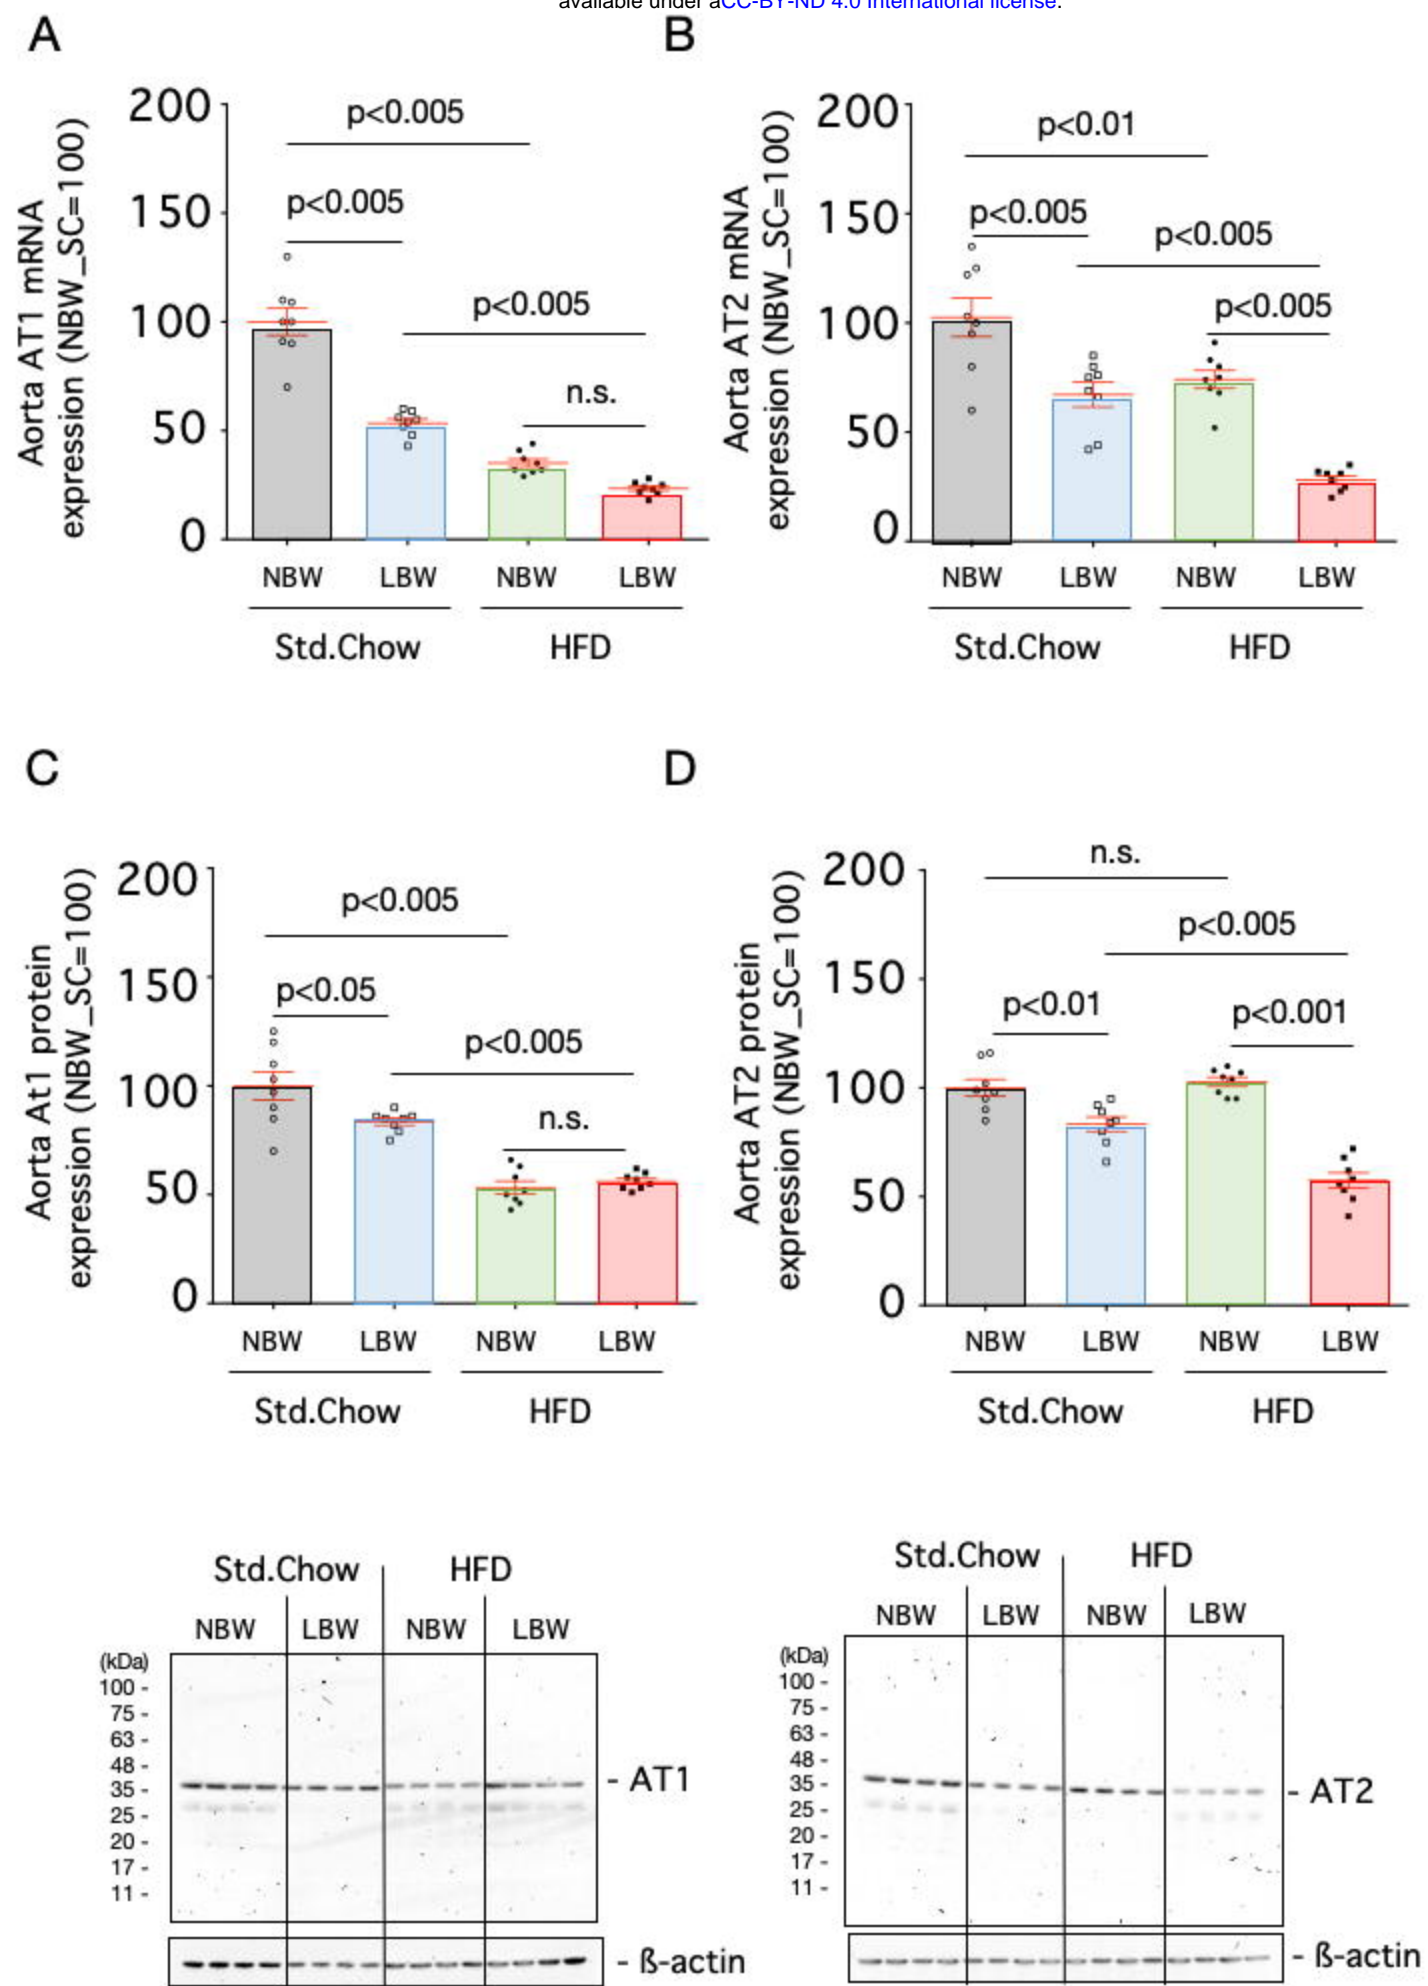 available under aCC-BY-ND 4.0 International license.
A
B
Aorta AT1 mRNA
expression (NBW_SC=100)
200
150
100
50
0
p<0.005
p<0.005
p<0.005
n.s.
NBW LBW NBW LBW
Std.Chow HFD
Aorta AT2 mRNA
expression (NBW_SC=100)
200
150
100
50
0
p<0.01
p<0.005
p<0.005
p<0.005
NBW LBW NBW LBW
Std.Chow HFD
C
D
Aorta At1 protein
expression (NBW_SC=100)
200
150
100
50
0
p<0.005
p<0.05
p<0.005
n.s.
NBW LBW NBW LBW
Std.Chow HFD
Aorta AT2 protein
expression (NBW_SC=100)
200
150
100
50
0
n.s.
p<0.005
p<0.01
p<0.001
NBW LBW NBW LBW
Std.Chow HFD
Std.Chow HFD
NBW LBW NBW LBW
(kDa)
100 -
75 -
63 -
48 -
35 -
25 -
20 -
17 -
11 -
- AT1
- ß-actin
Std.Chow HFD
NBW LBW NBW LBW
(kDa)
100 -
75 -
63 -
48 -
35 -
25 -
20 -
17 -
11 -
- AT2
- ß-actin